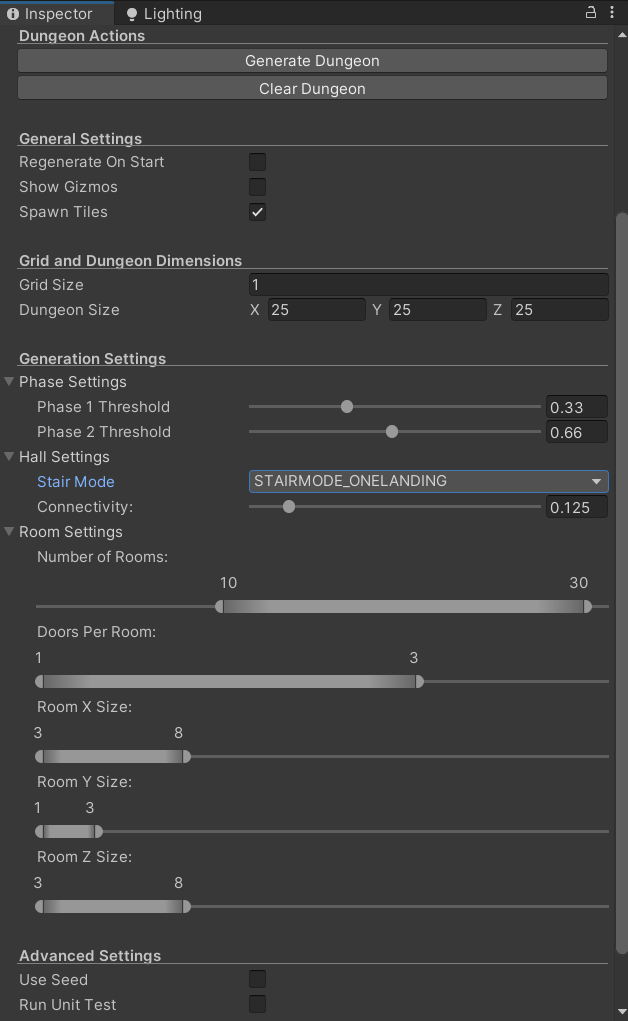 Inspector Lighting
Dungeon Actions
Generate Dungeon
Clear Dungeon
General Settings
Regenerate On Start
Show Gizmos
Spawn Tiles
Grid and Dungeon Dimensions
Grid Size 1
Dungeon Size X 25 Y 25 Z 25
Generation Settings
Phase Settings
Phase 1 Threshold 0.33
Phase 2 Threshold 0.66
Hall Settings
Stair Mode STAIRMODE_ONELANDING
Connectivity: 0.125
Room Settings
Number of Rooms:
10 30
Doors Per Room:
1 3
Room X Size:
3 8
Room Y Size:
1 3
Room Z Size:
3 8
Advanced Settings
Use Seed
Run Unit Test